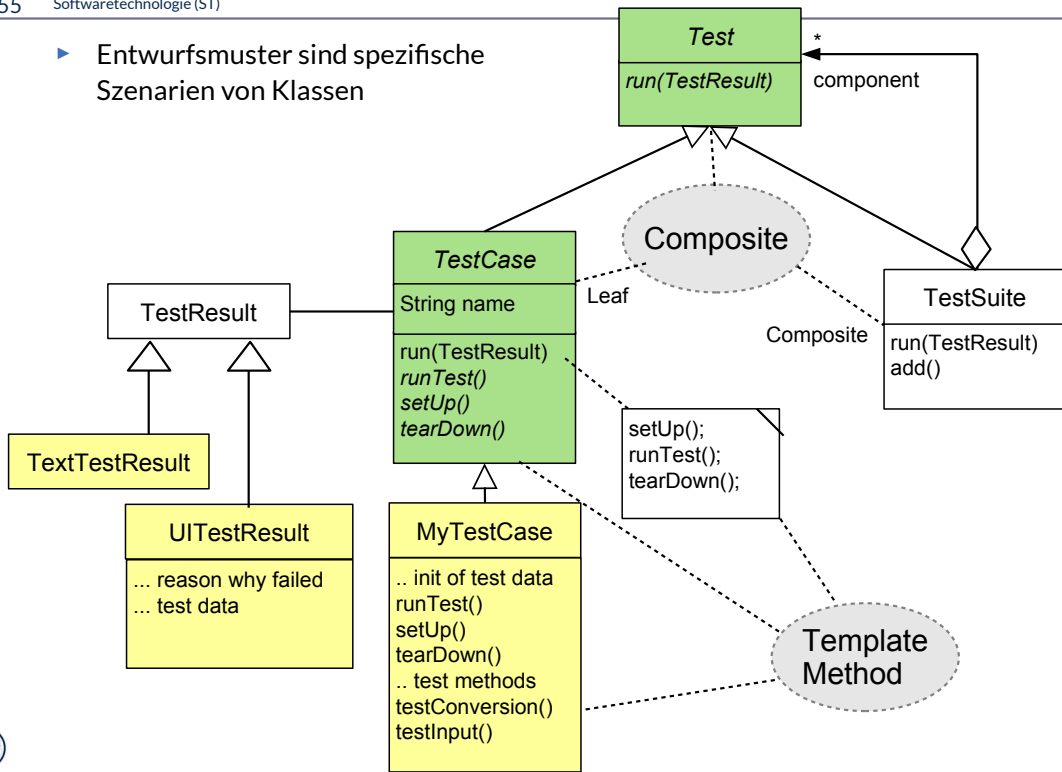 55 Softwaretechnologie (ST)
► Entwurfsmuster sind spezifische
Szenarien von Klassen
Test
run(TestResult)
*
component
Composite
TestCase
String name
run(TestResult)
runTest()
setUp()
tearDown()
Leaf
Composite
TestSuite
run(TestResult)
add()
TestResult
TextTestResult
UITestResult
... reason why failed
... test data
setUp();
runTest();
tearDown();
MyTestCase
.. init of test data
runTest()
setUp()
tearDown()
.. test methods
testConversion()
testInput()
Template
Method